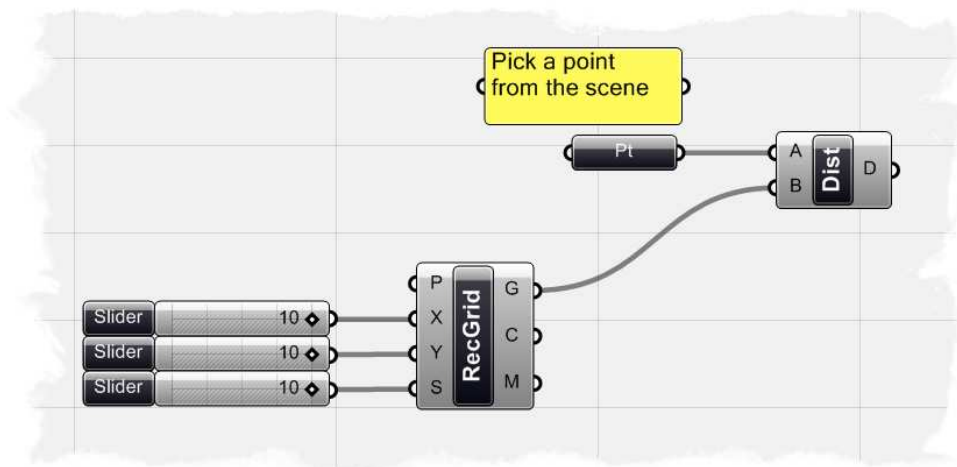 Pick a point
from the scene
Pt
A
B
Dist
D
P
X
Y
S
RecGrid
G
C
M
Slider
10
Slider
10
Slider
10